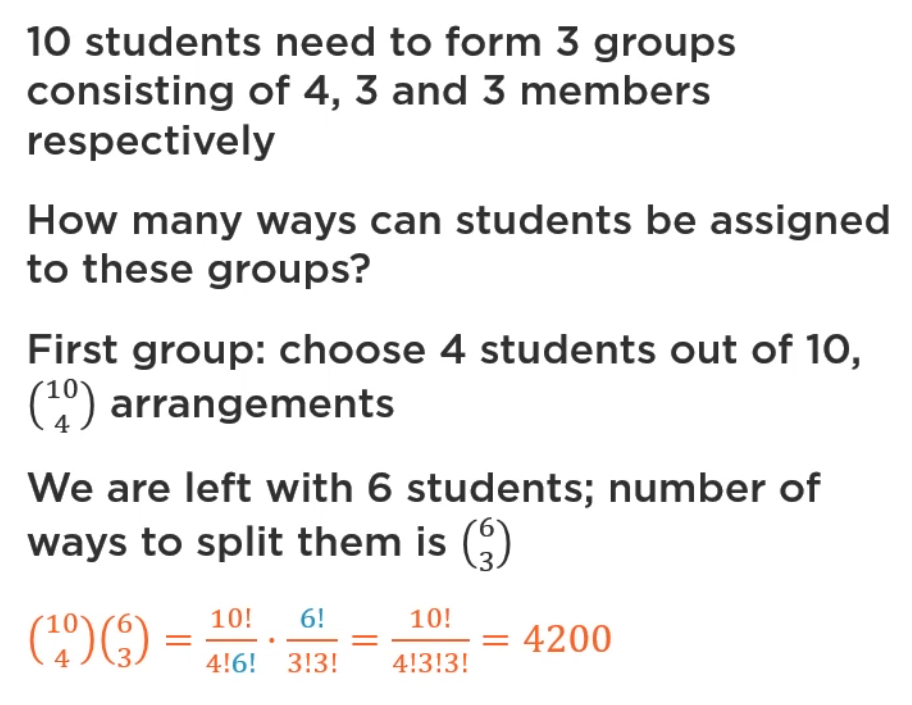 10 students need to form 3 groups
consisting of 4, 3 and 3 members
respectively
How many ways can students be assigned
to these groups?
First group: choose 4 students out of 10,
$\binom{10}{4}$ arrangements
We are left with 6 students; number of
ways to split them is $\binom{6}{3}$
$\binom{10}{4}\binom{6}{3} = \frac{10!}{4!6!} \cdot \frac{6!}{3!3!} = \frac{10!}{4!3!3!} = 4200$